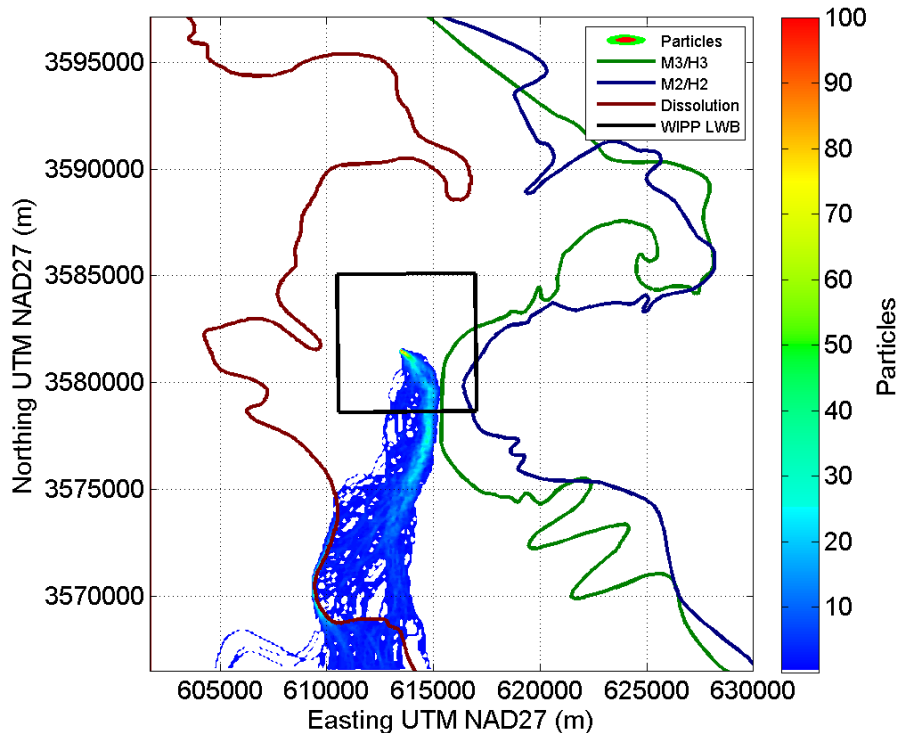 Particles
M3/H3
M2/H2
Dissolution
WIPP LWB
3595000
3590000
3585000
3580000
3575000
3570000
Northing UTM NAD27 (m)
605000 610000 615000 620000 625000 630000
Easting UTM NAD27 (m)
100
90
80
70
60
50
40
30
20
10
Particles